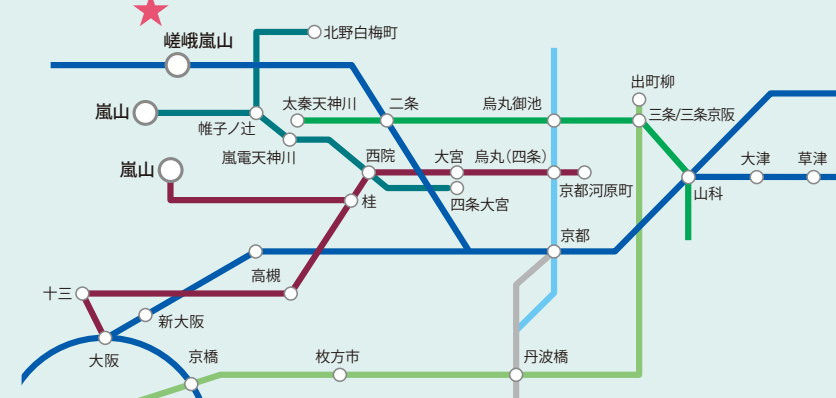 北野白梅町
嵯峨嵐山
出町柳
嵐山
太秦天神川
二条
烏丸御池
三条/三条京阪
帷子ノ辻
嵐電天神川
西院
大宮
烏丸(四条)
大津
草津
嵐山
京都河原町
山科
桂
四条大宮
京都
高槻
十三
新大阪
大阪
京橋
枚方市
丹波橋